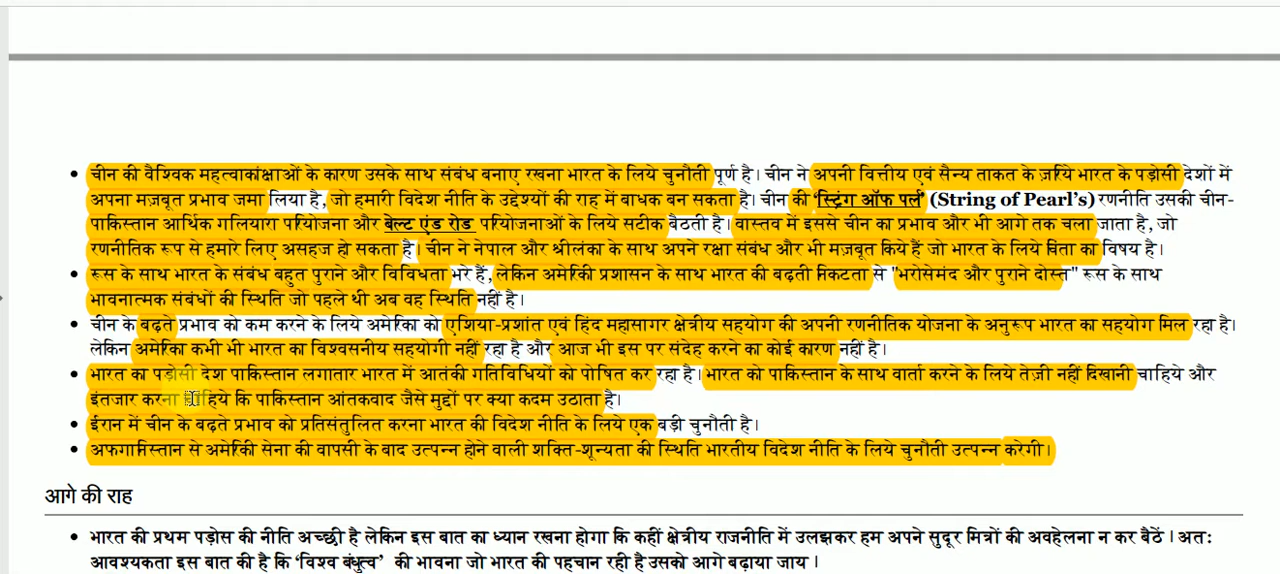 चीन की वैश्विक महत्वाकांक्षाओं के कारण उसके साथ संबंध बनाए रखना भारत के लिये चुनौती पूर्ण है। चीन ने अपनी वित्तीय एवं सैन्य ताकत के ज़रिये भारत के पड़ोसी देशों में
अपना मज़बूत प्रभाव जमा लिया है, जो हमारी विदेश नीति के उद्देश्यों की राह में बाधक बन सकता है। चीन की 'स्ट्रिंग ऑफ पर्ल' (String of Pearl's) रणनीति उसकी चीन-
पाकिस्तान आर्थिक गलियारा परियोजना और बेल्ट एंड रोड परियोजनाओं के लिये सटीक बैठती है। वास्तव में इससे चीन का प्रभाव और भी आगे तक चला जाता है, जो
रणनीतिक रूप से हमारे लिए असहज हो सकता है। चीन ने नेपाल और श्रीलंका के साथ अपने रक्षा संबंध और भी मज़बूत किये हैं जो भारत के लिये चिंता का विषय है।
रूस के साथ भारत के संबंध बहुत पुराने और विविधता भरे हैं, लेकिन अमेरिकी प्रशासन के साथ भारत की बढ़ती निकटता से "भरोसेमंद और पुराने दोस्त" रूस के साथ
भावनात्मक संबंधों की स्थिति जो पहले थी अब वह स्थिति नहीं है।
चीन के बढ़ते प्रभाव को कम करने के लिये अमेरिका को एशिया-प्रशांत एवं हिंद महासागर क्षेत्रीय सहयोग की अपनी रणनीतिक योजना के अनुरूप भारत का सहयोग मिल रहा है।
लेकिन अमेरिका कभी भी भारत का विश्वसनीय सहयोगी नहीं रहा है और आज भी इस पर संदेह करने का कोई कारण नहीं है।
भारत का पड़ोसी देश पाकिस्तान लगातार भारत में आतंकी गतिविधियों को पोषित कर रहा है। भारत को पाकिस्तान के साथ वार्ता करने के लिये तेज़ी नहीं दिखानी चाहिये और
इंतजार करना चाहिये कि पाकिस्तान आंतकवाद जैसे मुद्दों पर क्या कदम उठाता है।
ईरान में चीन के बढ़ते प्रभाव को प्रतिसंतुलित करना भारत की विदेश नीति के लिये एक बड़ी चुनौती है।
अफगानिस्तान से अमेरिकी सेना की वापसी के बाद उत्पन्न होने वाली शक्ति-शून्यता की स्थिति भारतीय विदेश नीति के लिये चुनौती उत्पन्न करेगी।
आगे की राह
भारत की प्रथम पड़ोस की नीति अच्छी है लेकिन इस बात का ध्यान रखना होगा कि कहीं क्षेत्रीय राजनीति में उलझकर हम अपने सुदूर मित्रों की अवहेलना न कर बैठें। अतः
आवश्यकता इस बात की है कि 'विश्व बंधुत्व' की भावना जो भारत की पहचान रही है उसको आगे बढ़ाया जाय।